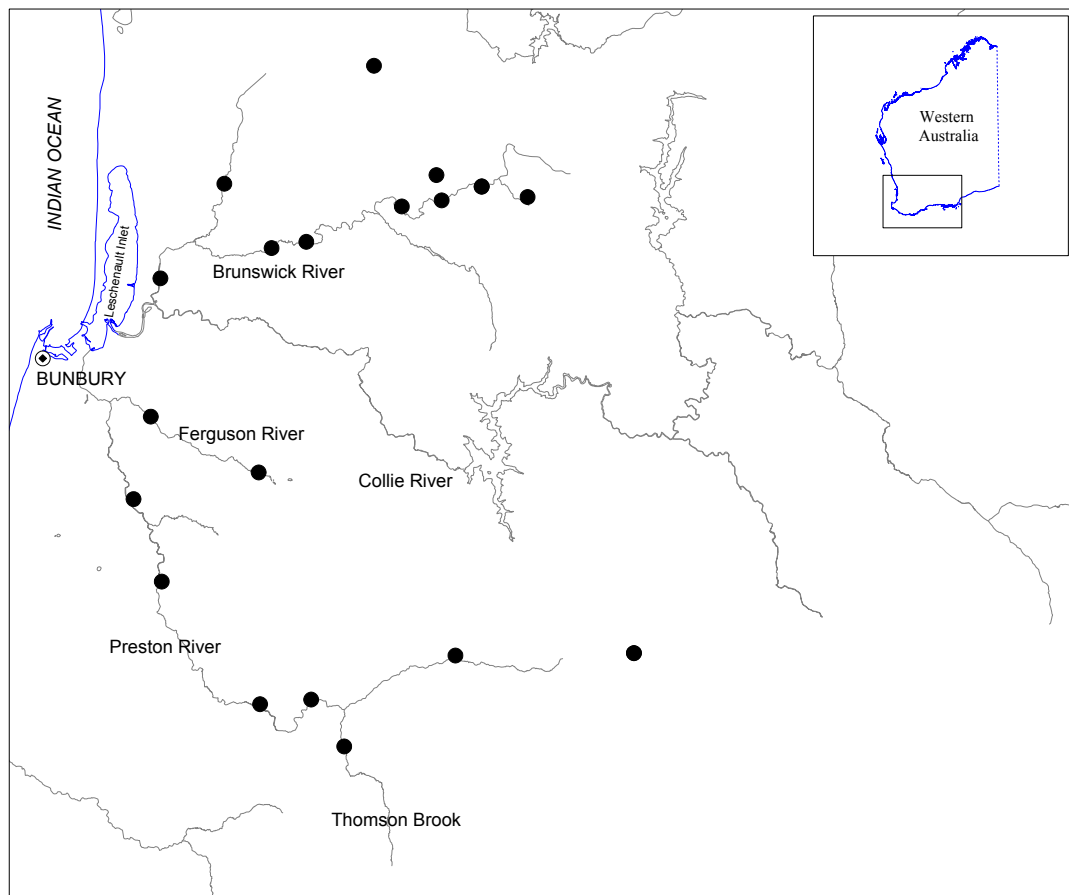 INDIAN OCEAN
Leschenault Inlet
Western
Australia
Brunswick River
BUNBURY
Ferguson River
Collie River
Preston River
Thomson Brook